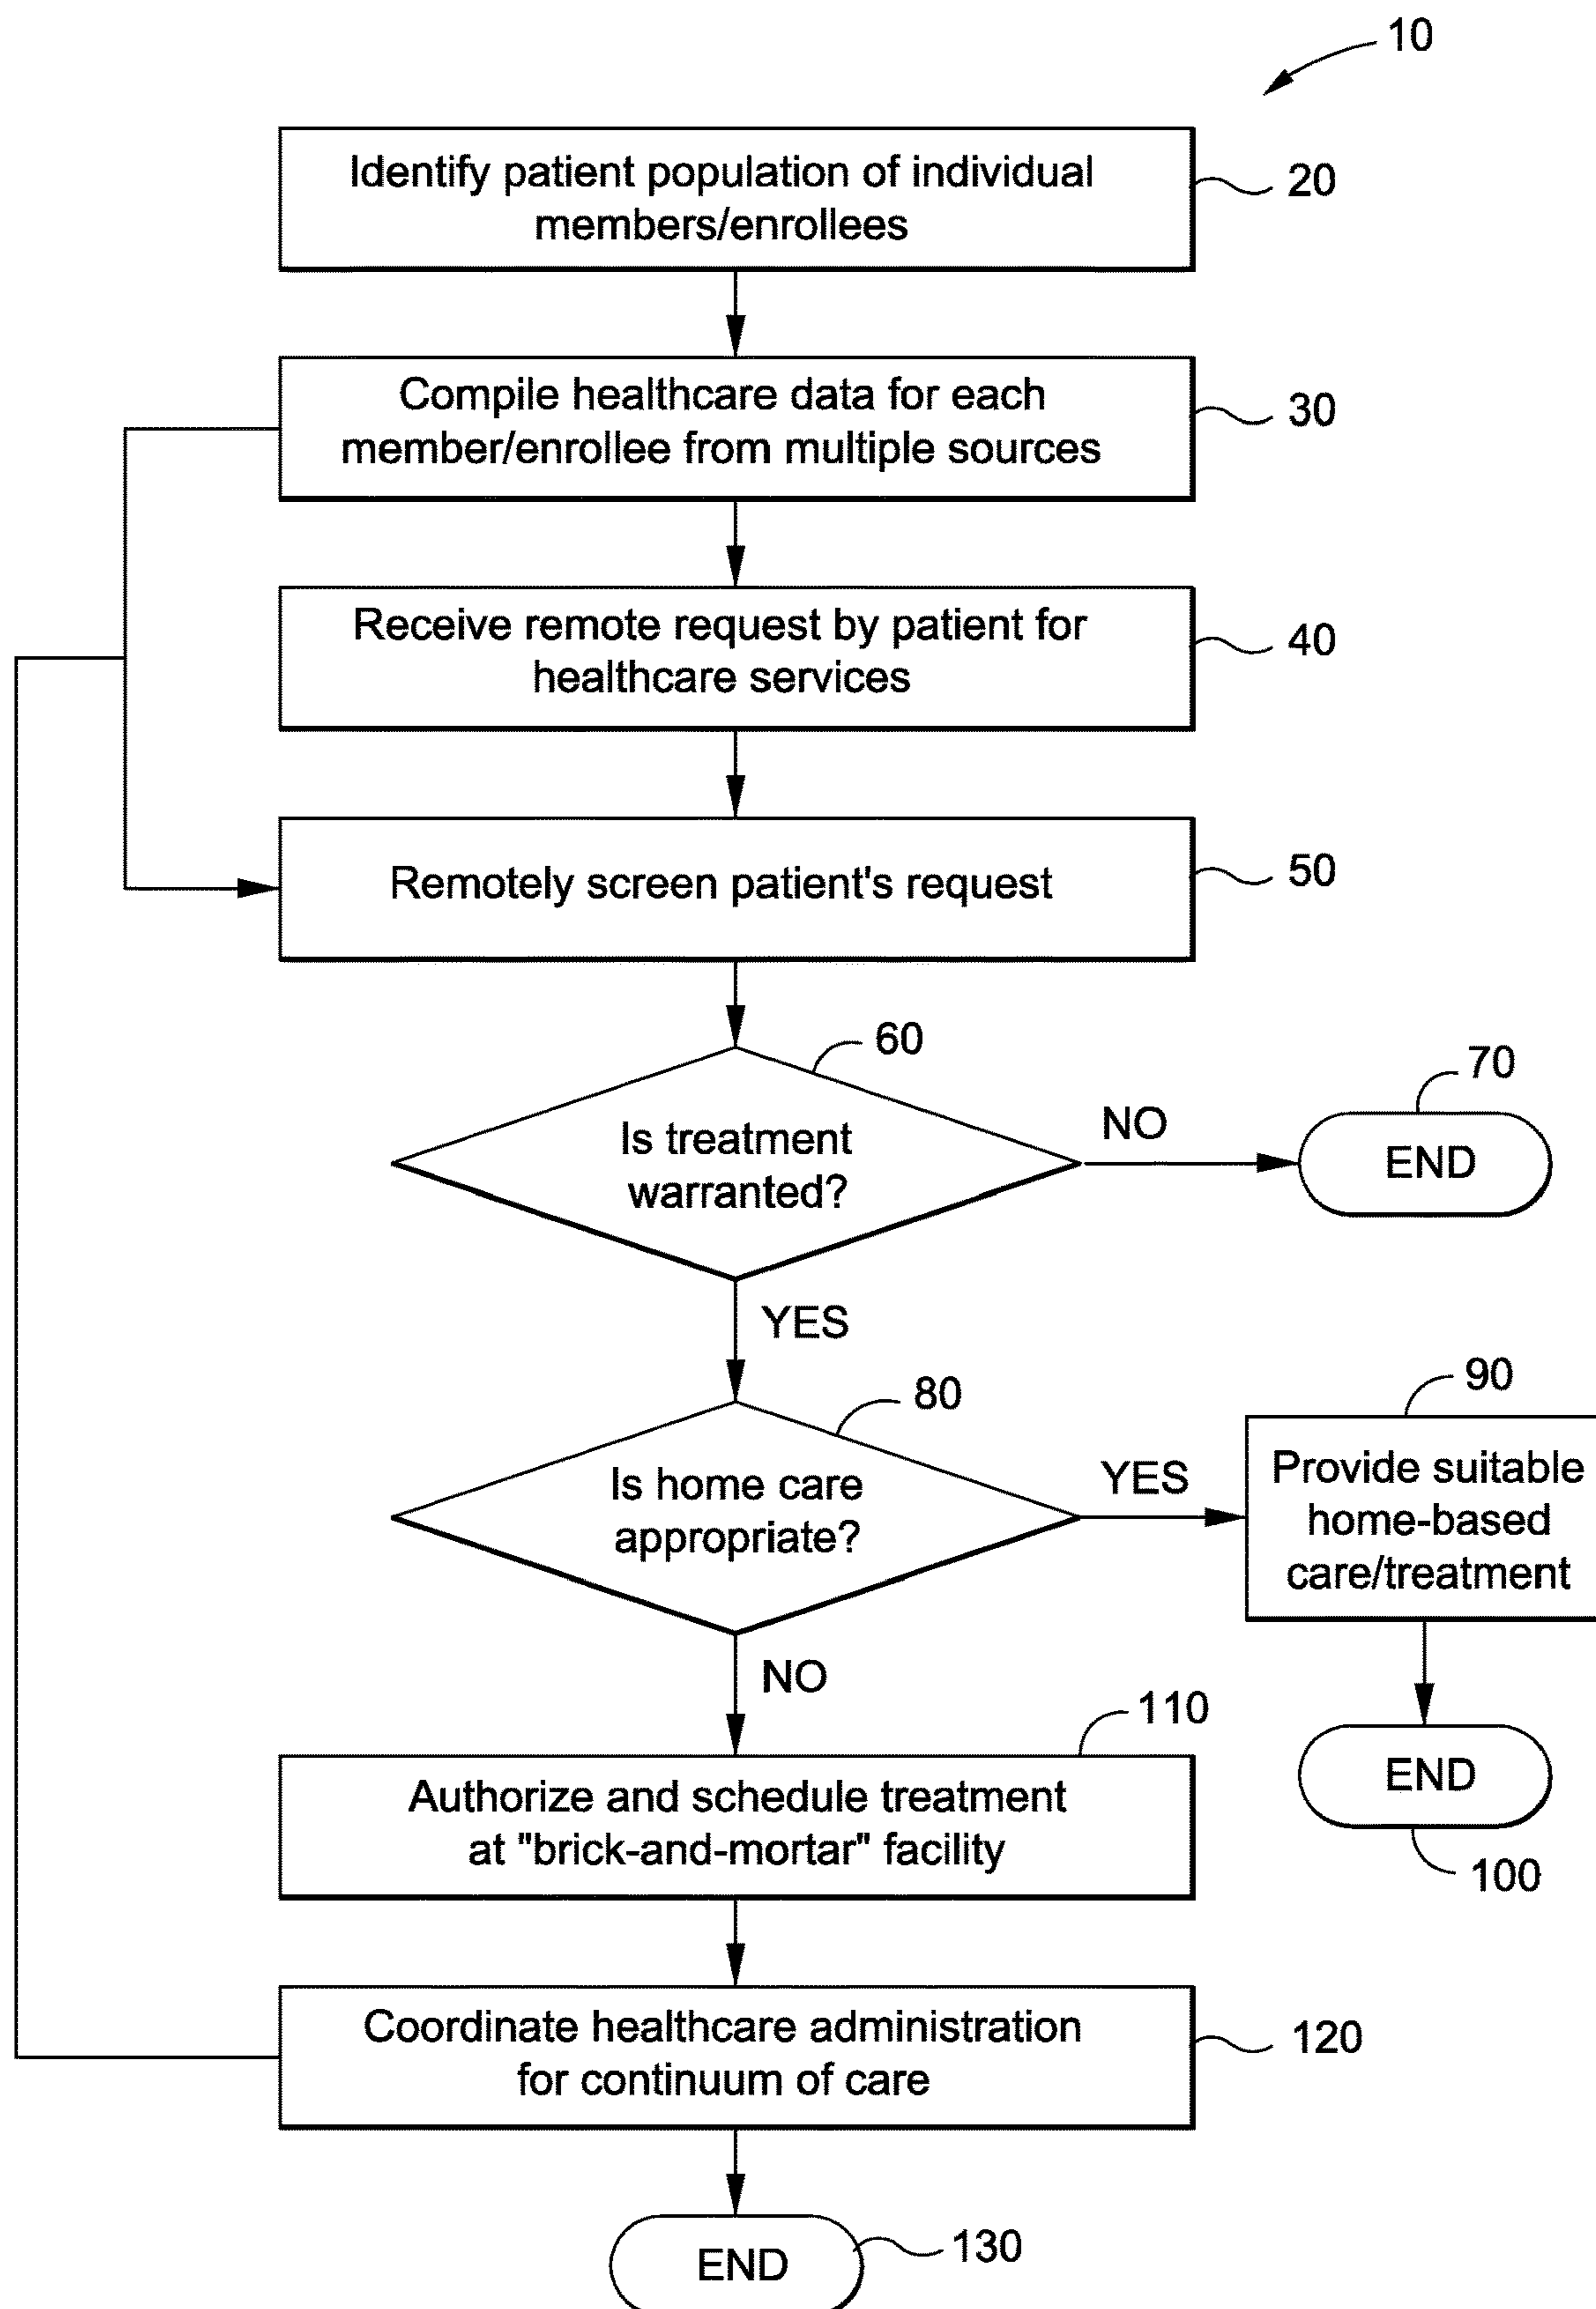 10
Identify patient population of individual
members/enrollees
20
Compile healthcare data for each
member/enrollee from multiple sources
30
Receive remote request by patient for
healthcare services
40
Remotely screen patient's request
50
60
Is treatment
warranted?
NO
70
END
YES
80
Is home care
appropriate?
YES
90
Provide suitable
home-based
care/treatment
NO
END
100
110
Authorize and schedule treatment
at "brick-and-mortar" facility
Coordinate healthcare administration
for continuum of care
120
END
130